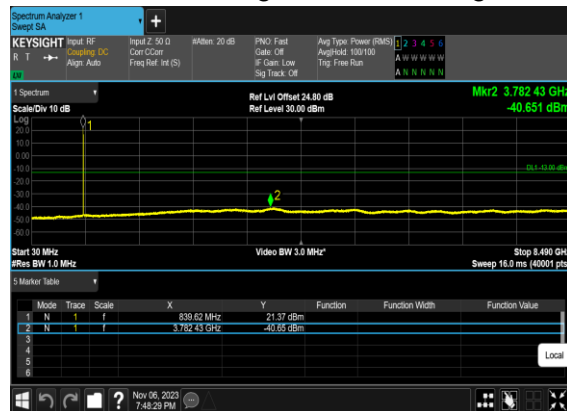 Spectrum Analyzer 1
Swept SA
+
KEYSIGHT Input: RF Input Z: 50 Ω #Atten: 20 dB PNO: Fast Avg Type: Power (RMS) 1 2 3 4 5 6
R T Coupling: DC Corr CCorr Gate: Off Avg|Hold: 100/100 A W W W W W
Align: Auto Freq Ref: Int (S) IF Gain: Low Trig: Free Run
Sig Track: Off A N N N N N
1 Spectrum Ref Lvl Offset 24.80 dB Mkr2 3.782 43 GHz
Scale/Div 10 dB Ref Level 30.00 dBm -40.651 dBm
Log
20.0
10.0
0.00
-10.0
-20.0
-30.0
-40.0
-50.0
-60.0
1
DL1 -13.00 dBm
2
Start 30 MHz Video BW 3.0 MHz* Stop 8.490 GHz
#Res BW 1.0 MHz Sweep 16.0 ms (40001 pts)
5 Marker Table
Mode Trace Scale X Y Function Function Width Function Value
1 N 1 f 839.62 MHz 21.37 dBm
2 N 1 f 3.782 43 GHz -40.65 dBm
3
4
5
6
Local
? Nov 06, 2023
7:48:29 PM